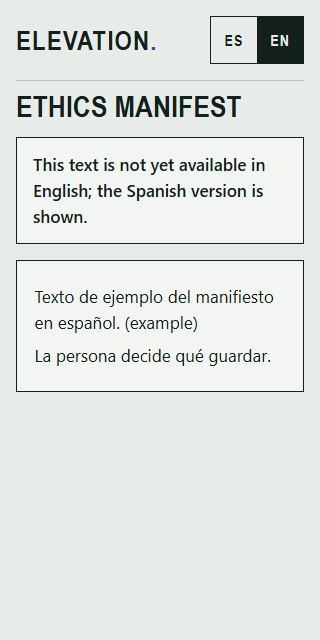 ELEVATION.
ES EN
ETHICS MANIFEST
This text is not yet available in
English; the Spanish version is
shown.
Texto de ejemplo del manifiesto
en español. (example)
La persona decide qué guardar.